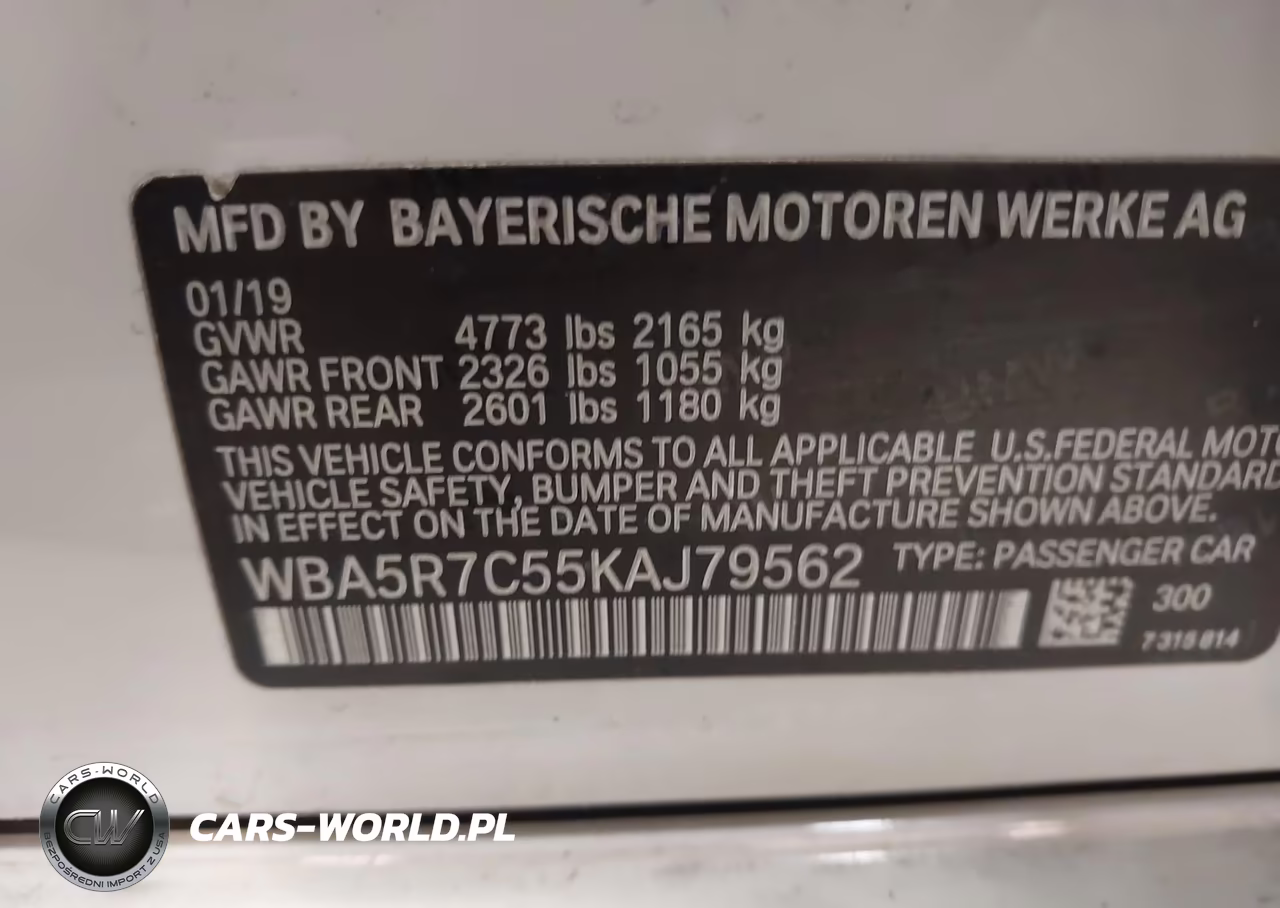 MFD BY BAYERISCHE MOTOREN WERKE AG
01/19
GVWR 4773 lbs 2165 kg
GAWR FRONT 2326 lbs 1055 kg
GAWR REAR 2601 lbs 1180 kg
THIS VEHICLE CONFORMS TO ALL APPLICABLE U.S.FEDERAL MOTO
VEHICLE SAFETY, BUMPER AND THEFT PREVENTION STANDARD
IN EFFECT ON THE DATE OF MANUFACTURE SHOWN ABOVE.
WBA5R7C55KAJ79562 TYPE: PASSENGER CAR
300
7 315 814
CARS-WORLD
CW
BEZPOŚREDNI IMPORT Z USA
CARS-WORLD.PL